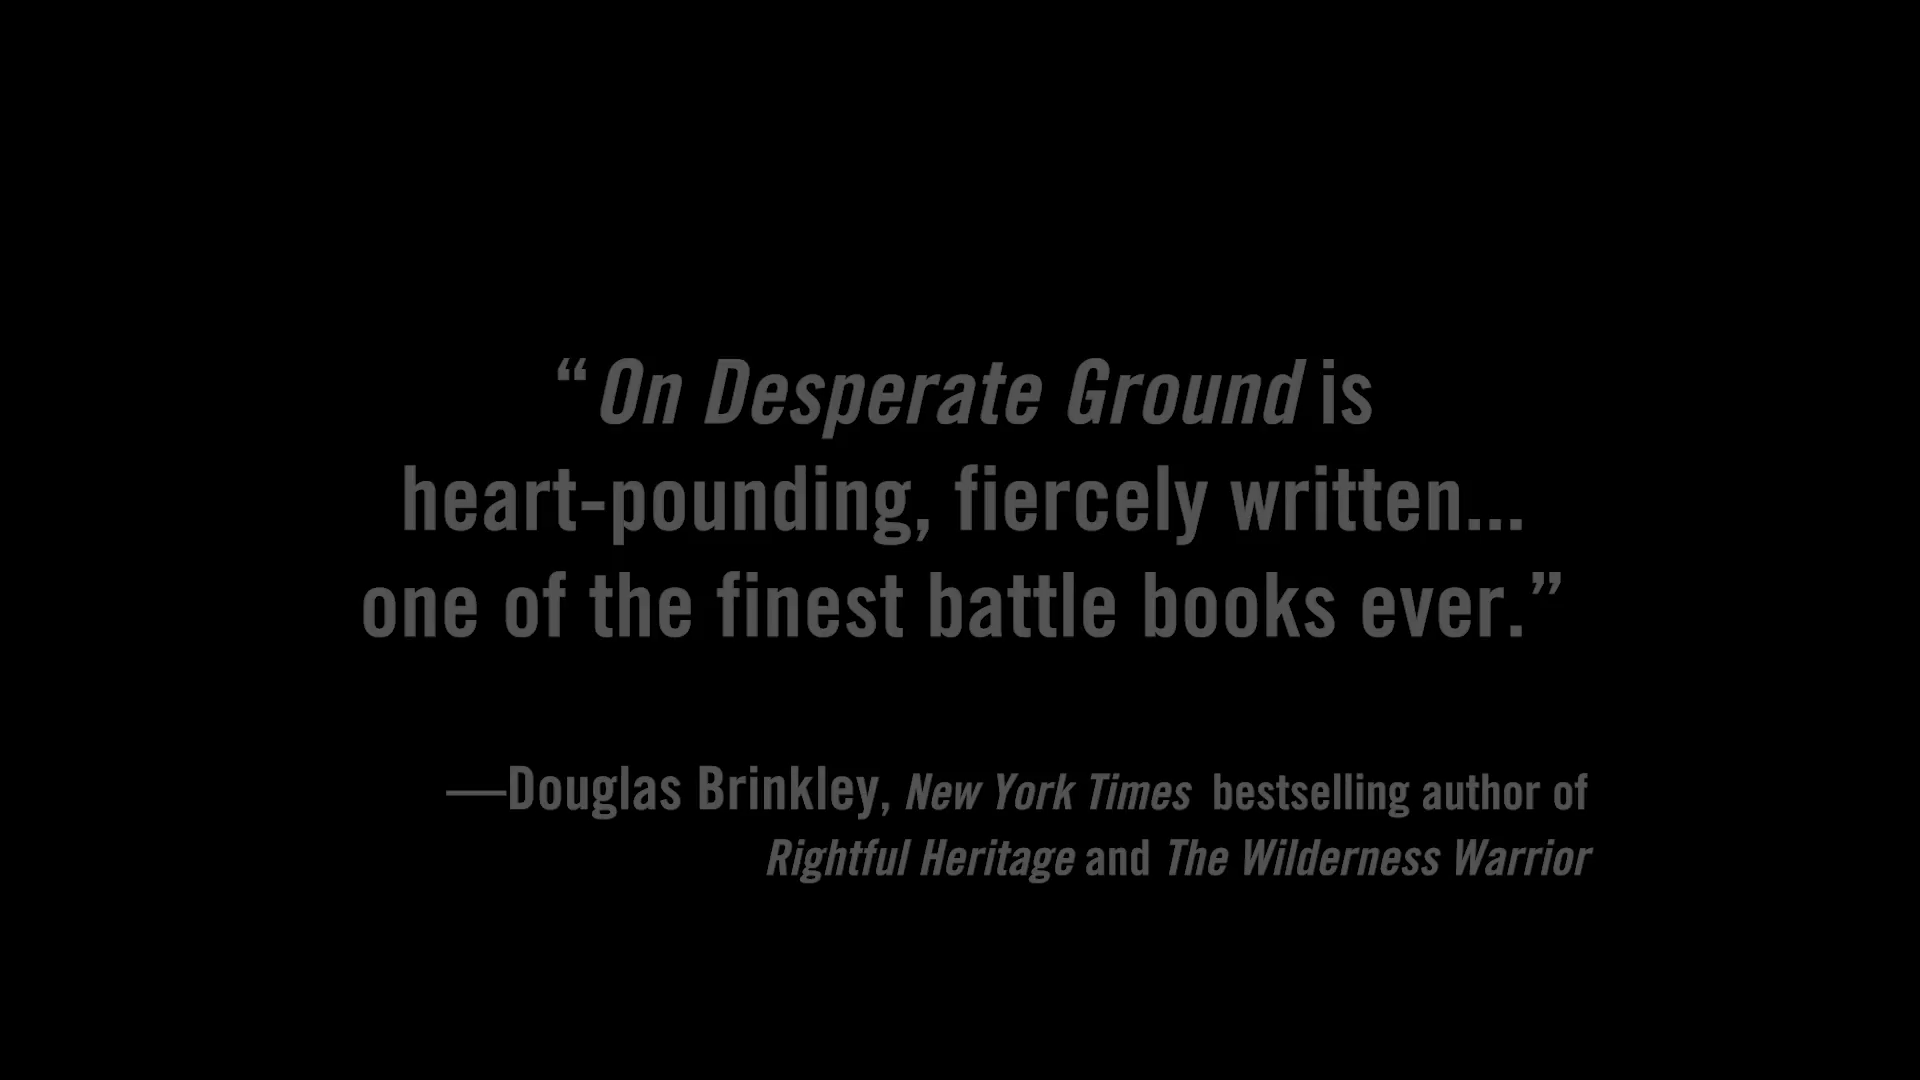 “On Desperate Ground is
heart-pounding, fiercely written...
one of the finest battle books ever.”
—Douglas Brinkley, New York Times bestselling author of
Rightful Heritage and The Wilderness Warrior